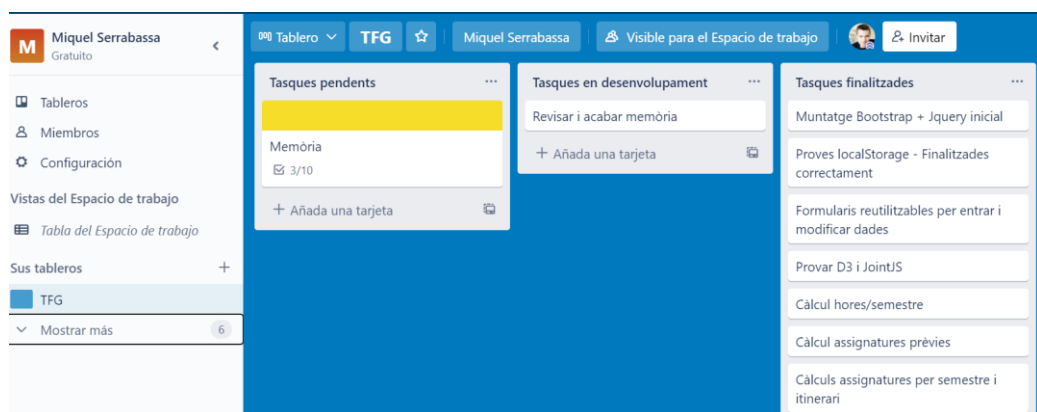 M
Miquel Serrabassa
Gratuito
Tableros
Miembros
Configuración
Vistas del Espacio de trabajo
Tabla del Espacio de trabajo
Sus tableros
TFG
Mostrar más 6
Tablero TFG Miquel Serrabassa Visible para el Espacio de trabajo Invitar
Tasques pendents
Memòria
3/10
+ Añada una tarjeta
Tasques en desenvolupament
Revisar i acabar memòria
+ Añada una tarjeta
Tasques finalitzades
Muntatge Bootstrap + Jquery inicial
Proves localStorage - Finalitzades
correctament
Formularis reutilitzables per entrar i
modificar dades
Provar D3 i JointJS
Càlcul hores/semestre
Càlcul assignatures prèvies
Càlculs assignatures per semestre i
itinerari